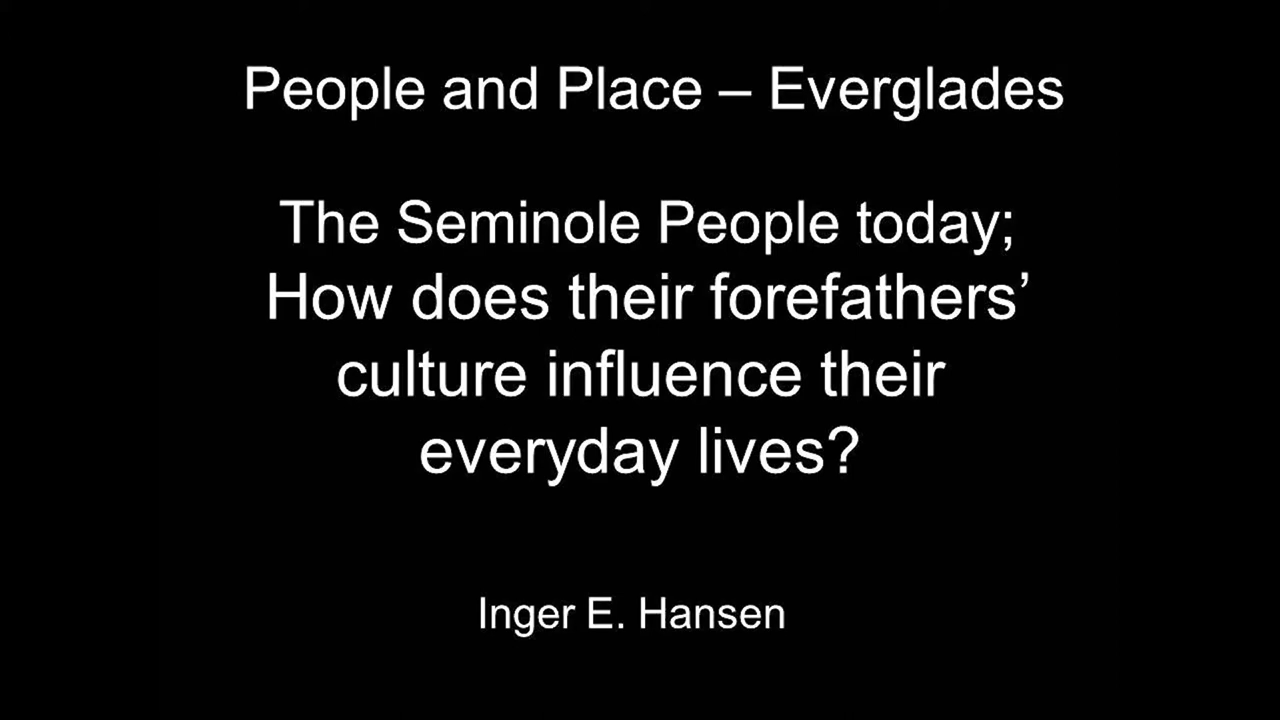 People and Place – Everglades
The Seminole People today;
How does their forefathers’
culture influence their
everyday lives?
Inger E. Hansen